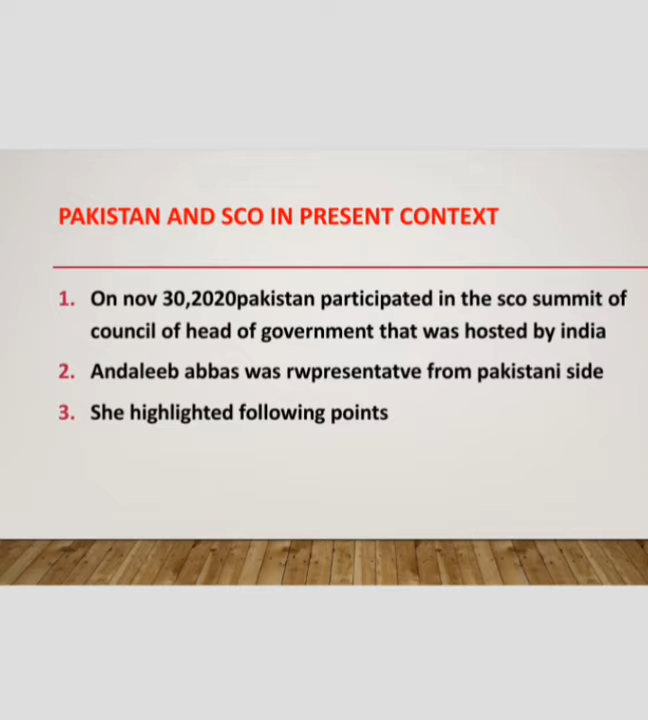 PAKISTAN AND SCO IN PRESENT CONTEXT
1. On nov 30,2020pakistan participated in the sco summit of
council of head of government that was hosted by india
2. Andaleeb abbas was rwpresentatve from pakistani side
3. She highlighted following points